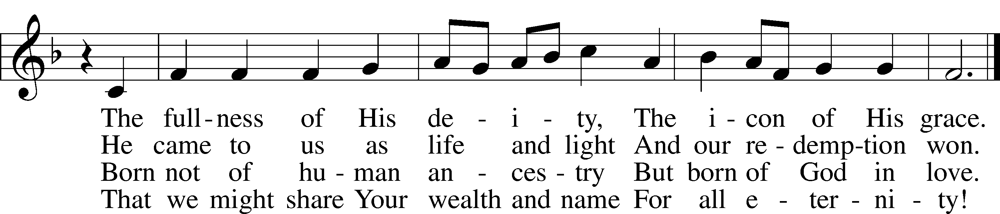 The full - ness of His de - i - ty, The i - con of His grace.
He came to us as life and light And our re - demp - tion won.
Born not of hu - man an - ces - try But born of God in love.
That we might share Your wealth and name For all e - ter - ni - ty!